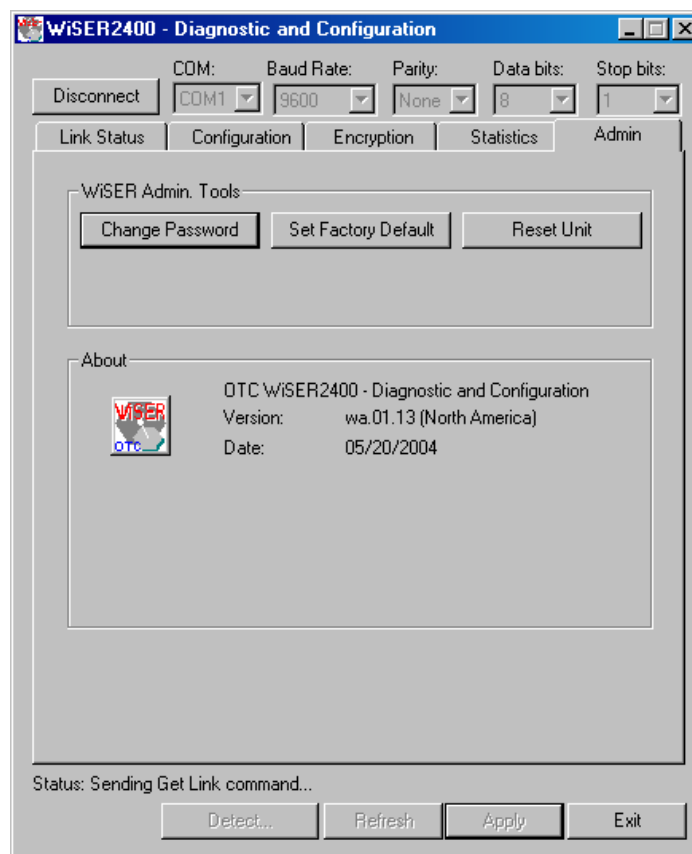 WiSER2400 - Diagnostic and Configuration
COM: Baud Rate: Parity: Data bits: Stop bits:
Disconnect COM1 9600 None 8 1
Link Status Configuration Encryption Statistics Admin
WiSER Admin. Tools
Change Password Set Factory Default Reset Unit
About
WiSER
OTC
OTC WiSER2400 - Diagnostic and Configuration
Version: wa.01.13 (North America)
Date: 05/20/2004
Status: Sending Get Link command...
Detect... Refresh Apply Exit